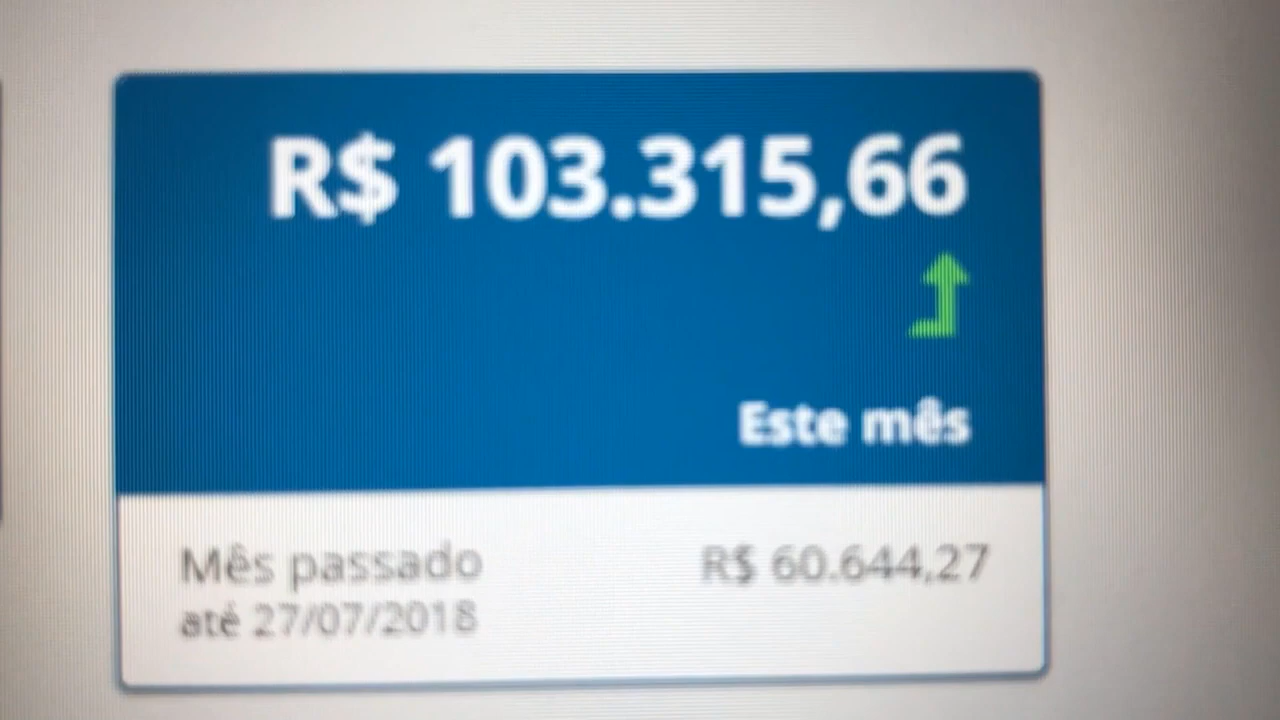 R$ 103.315,66
Este mês
Mês passado R$ 60.644,27
até 27/07/2018